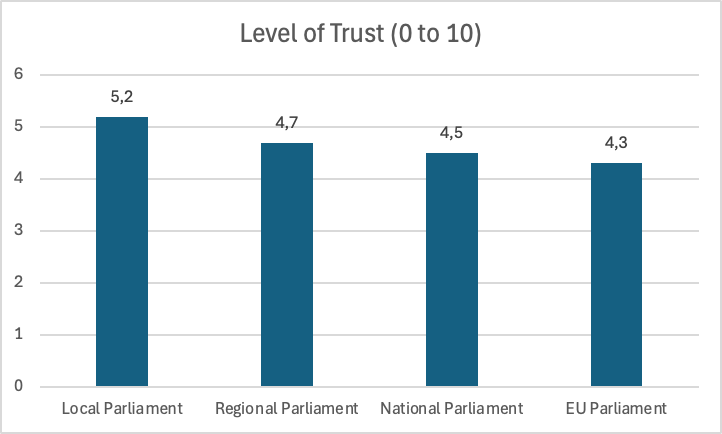 Level of Trust (0 to 10)
6
5
4
3
2
1
0
5,2
4,7
4,5
4,3
Local Parliament
Regional Parliament
National Parliament
EU Parliament